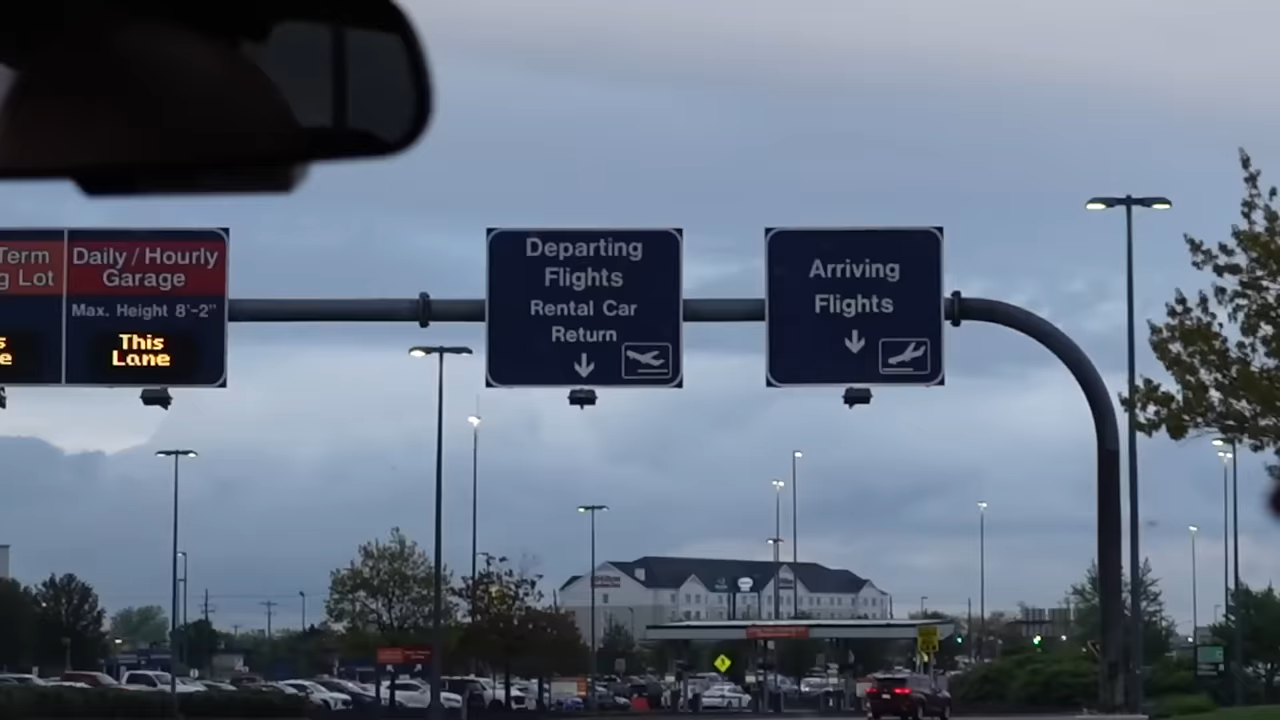 Term
g Lot
s
e
Daily / Hourly
Garage
Max. Height 8'-2"
This
Lane
Departing
Flights
Rental Car
Return
Arriving
Flights